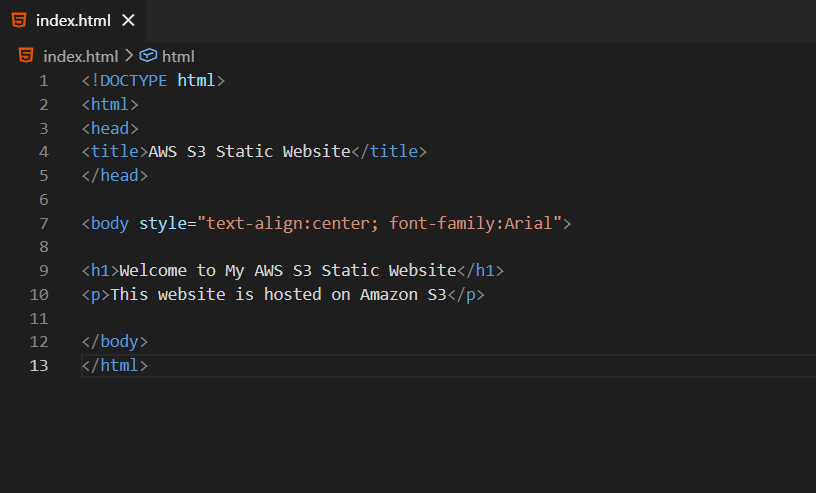 index.html
index.html > html
1 <!DOCTYPE html>
2 <html>
3 <head>
4 <title>AWS S3 Static Website</title>
5 </head>
6
7 <body style="text-align:center; font-family:Arial">
8
9 <h1>Welcome to My AWS S3 Static Website</h1>
10 <p>This website is hosted on Amazon S3</p>
11
12 </body>
13 </html>